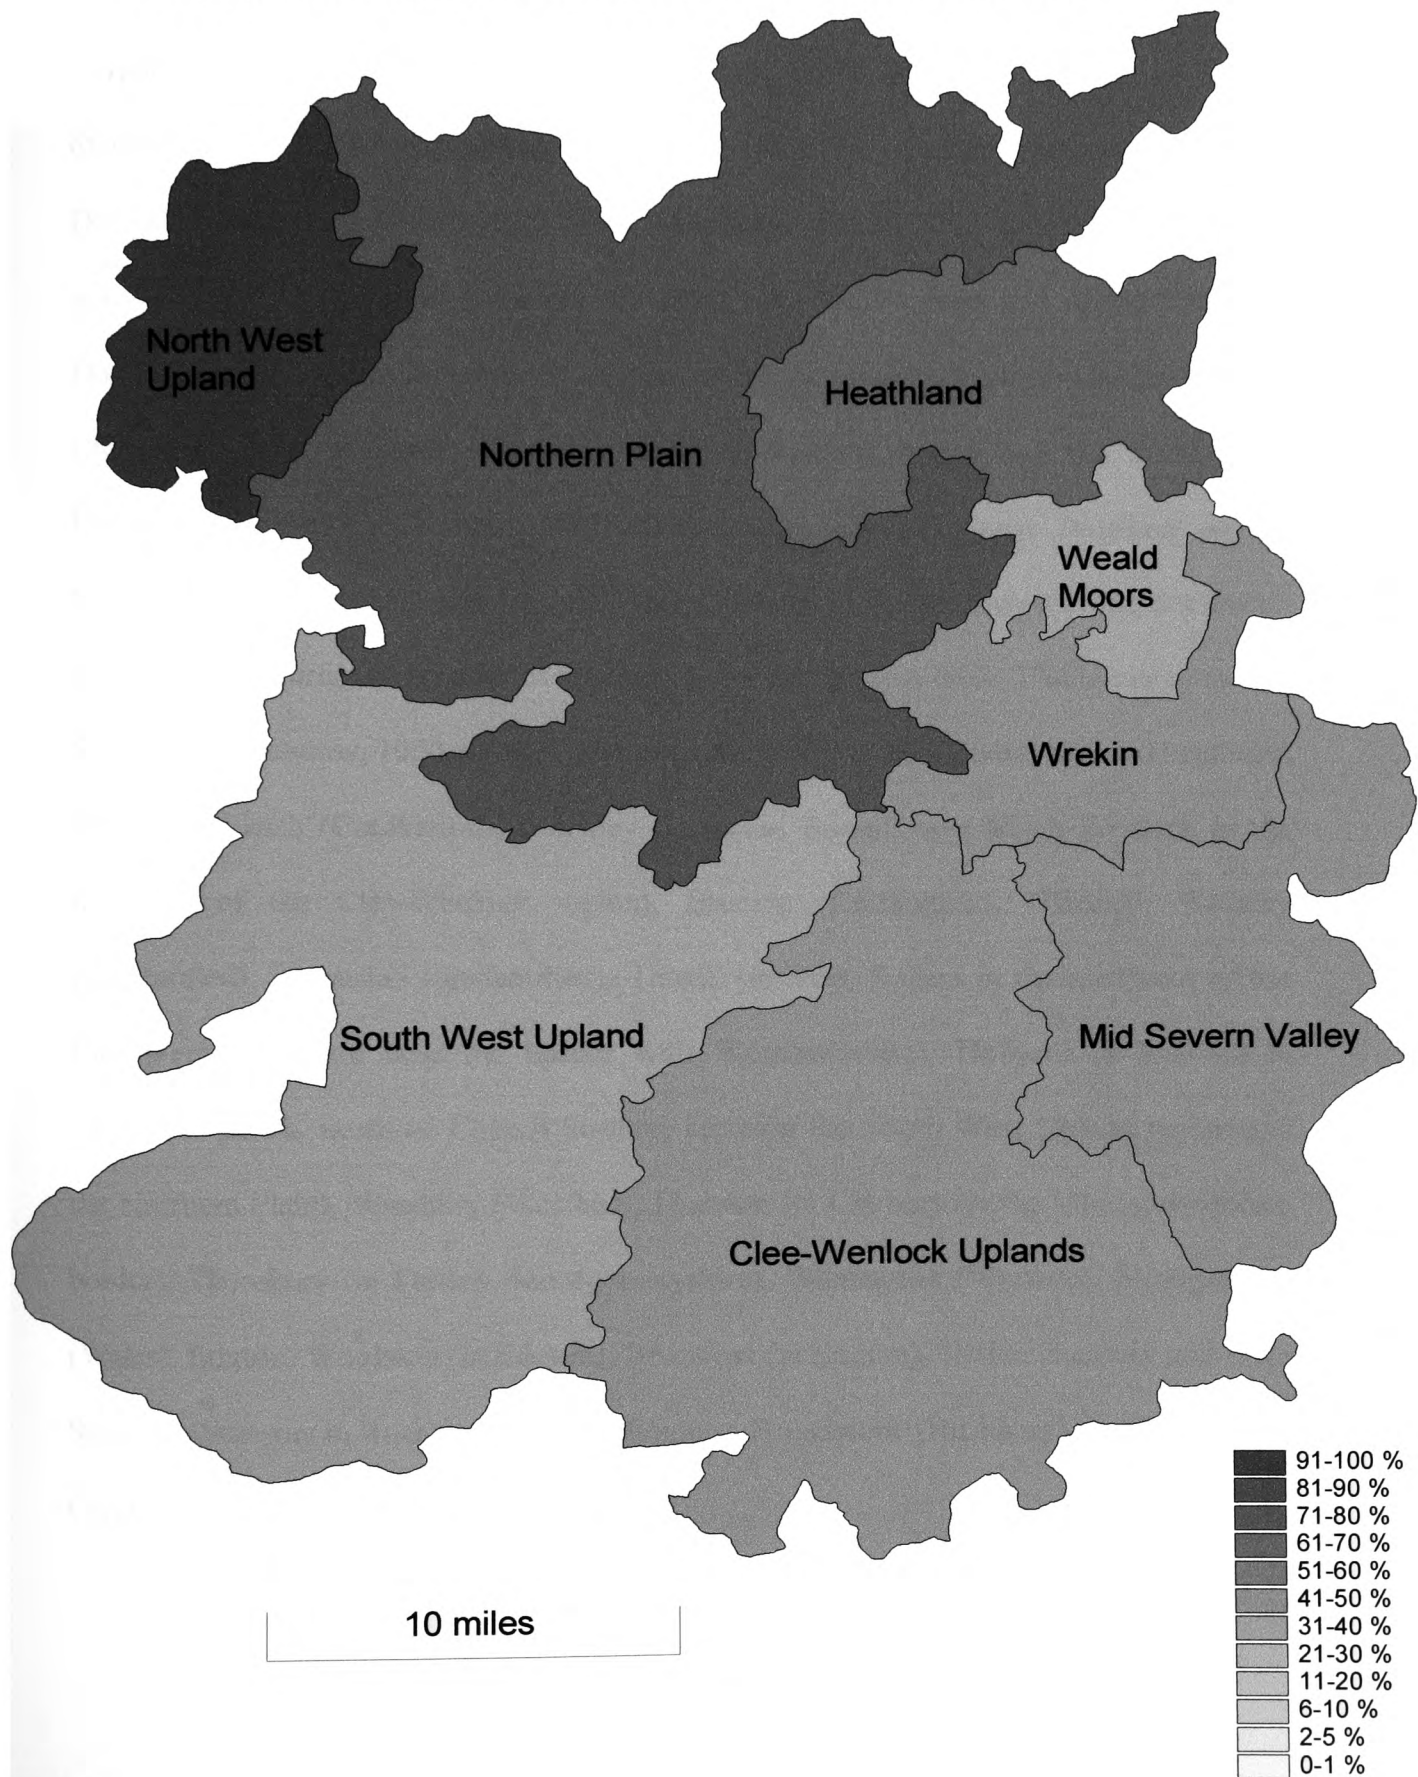 North West
Upland
Heathland
Northern Plain
Weald
Moors
Wrekin
South West Upland
Mid Severn Valley
Clee-Wenlock Uplands
91-100 %
81-90 %
71-80 %
61-70 %
51-60 %
41-50 %
31-40 %
21-30 %
11-20 %
6-10 %
2-5 %
0-1 %
10 miles